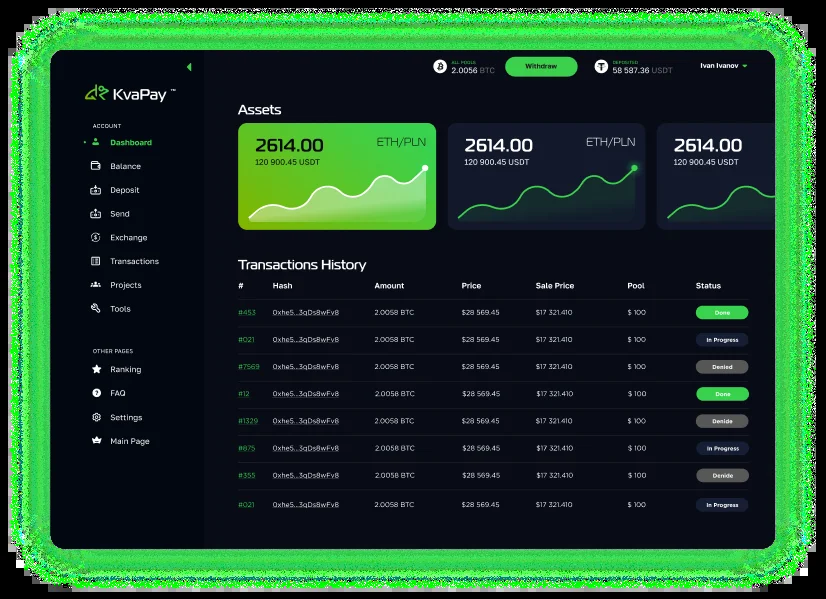 ALL POOLS
2.0056 BTC
Withdraw
DEPOSITED
58 587.36 USDT
Ivan Ivanov
KvaPay ™
ACCOUNT
Dashboard
Balance
Deposit
Send
Exchange
Transactions
Projects
Tools
OTHER PAGES
Ranking
FAQ
Settings
Main Page
Assets
2614.00 ETH/PLN
120 900.45 USDT
2614.00 ETH/PLN
120 900.45 USDT
2614.00
120 900.45 USDT
Transactions History
# Hash Amount Price Sale Price Pool Status
#453 0xhe5...3qDs8wFv8 2.0058 BTC $28 569.45 $17 321.410 $ 100 Done
#021 0xhe5...3qDs8wFv8 2.0058 BTC $28 569.45 $17 321.410 $ 100 In Progress
#7569 0xhe5...3qDs8wFv8 2.0058 BTC $28 569.45 $17 321.410 $ 100 Denied
#12 0xhe5...3qDs8wFv8 2.0058 BTC $28 569.45 $17 321.410 $ 100 Done
#1329 0xhe5...3qDs8wFv8 2.0058 BTC $28 569.45 $17 321.410 $ 100 Denide
#875 0xhe5...3qDs8wFv8 2.0058 BTC $28 569.45 $17 321.410 $ 100 In Progress
#355 0xhe5...3qDs8wFv8 2.0058 BTC $28 569.45 $17 321.410 $ 100 Denide
#021 0xhe5...3qDs8wFv8 2.0058 BTC $28 569.45 $17 321.410 $ 100 In Progress